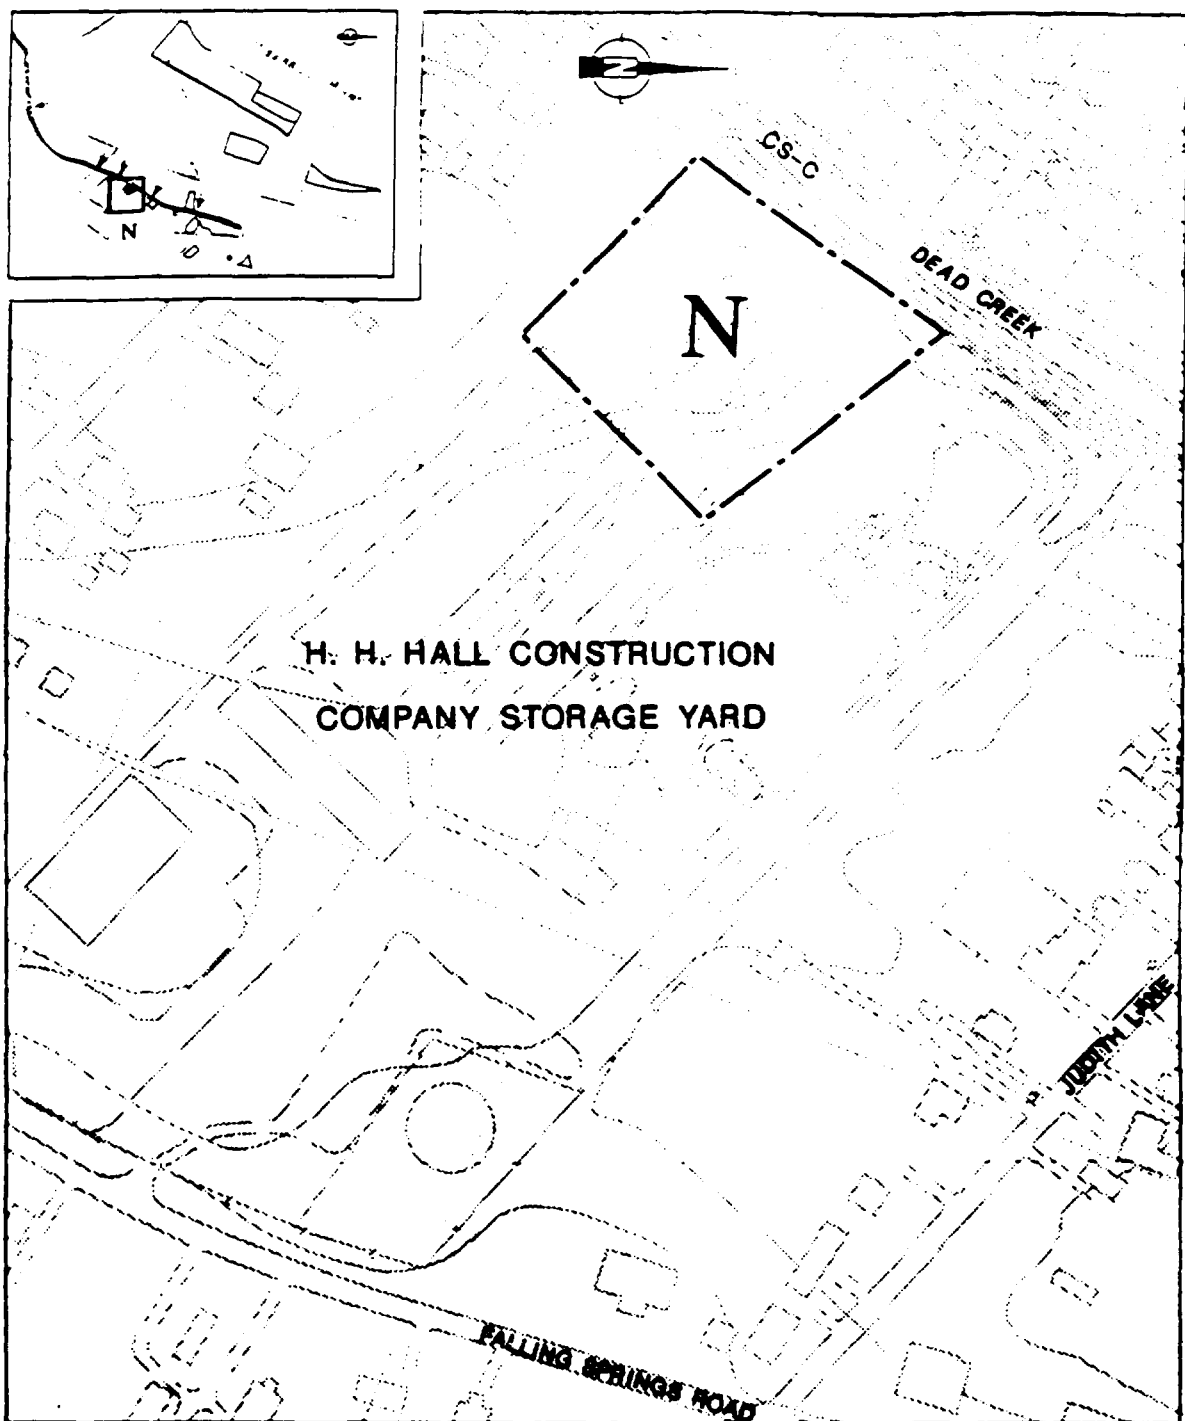 N
N
CS-C
DEAD CREEK
N
H. H. HALL CONSTRUCTION
COMPANY STORAGE YARD
JUDITH LANE
FALLING SPRINGS ROAD